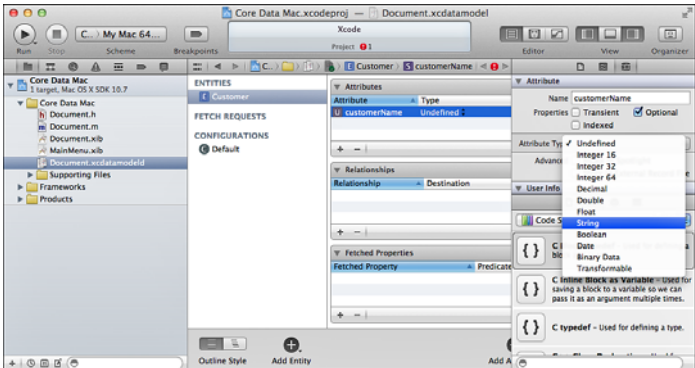 Core Data Mac.xcodeproj — Document.xcdatamodel
Run
Stop
C...) My Mac 64...
Scheme
Breakpoints
Xcode
Project 1
Editor
View
Organizer
C...
Customer
customerName
Core Data Mac
1 target, Mac OS X SDK 10.7
Core Data Mac
Document.h
Document.m
Document.xib
MainMenu.xib
Document.xcdatamodeld
Supporting Files
Frameworks
Products
ENTITIES
Customer
FETCH REQUESTS
CONFIGURATIONS
Default
Attributes
Attribute
Type
U customerName
Undefined
Relationships
Relationship
Destination
Fetched Properties
Fetched Property
Predicate
Outline Style
Add Entity
Add A
Attribute
Name customerName
Properties Transient Optional
Indexed
Attribute Typ
Advance
User Info
Undefined
Integer 16
Integer 32
Integer 64
Decimal
Double
Float
String
Boolean
Date
Binary Data
Transformable
Code S
C Inline Block as Variable - Used for
saving a block to a variable so we can
pass it as an argument multiple times.
C typedef - Used for defining a type.